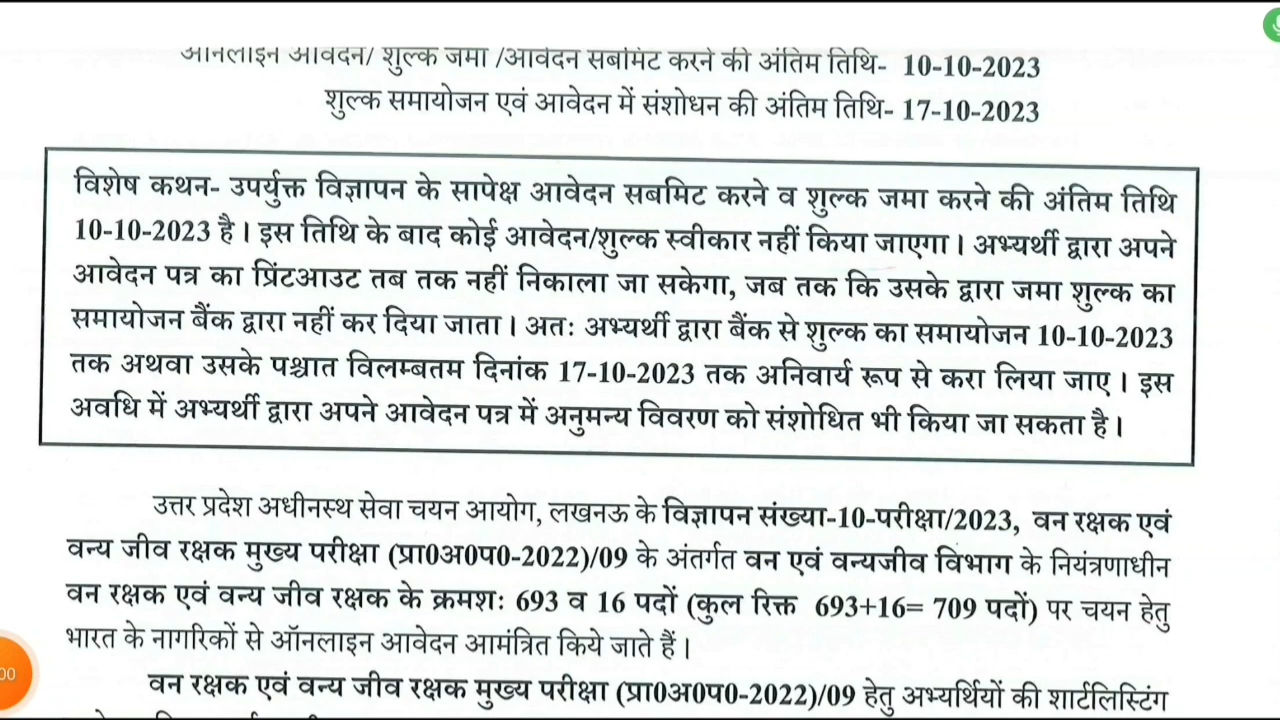 ऑनलाइन आवेदन/ शुल्क जमा /आवेदन सबमिट करने की अंतिम तिथि- 10-10-2023
शुल्क समायोजन एवं आवेदन में संशोधन की अंतिम तिथि- 17-10-2023
विशेष कथन- उपर्युक्त विज्ञापन के सापेक्ष आवेदन सबमिट करने व शुल्क जमा करने की अंतिम तिथि
10-10-2023 है। इस तिथि के बाद कोई आवेदन/शुल्क स्वीकार नहीं किया जाएगा। अभ्यर्थी द्वारा अपने
आवेदन पत्र का प्रिंटआउट तब तक नहीं निकाला जा सकेगा, जब तक कि उसके द्वारा जमा शुल्क का
समायोजन बैंक द्वारा नहीं कर दिया जाता। अतः अभ्यर्थी द्वारा बैंक से शुल्क का समायोजन 10-10-2023
तक अथवा उसके पश्चात विलम्बतम दिनांक 17-10-2023 तक अनिवार्य रूप से करा लिया जाए। इस
अवधि में अभ्यर्थी द्वारा अपने आवेदन पत्र में अनुमन्य विवरण को संशोधित भी किया जा सकता है।
उत्तर प्रदेश अधीनस्थ सेवा चयन आयोग, लखनऊ के विज्ञापन संख्या-10-परीक्षा/2023, वन रक्षक एवं
वन्य जीव रक्षक मुख्य परीक्षा (प्रा0अ0प0-2022)/09 के अंतर्गत वन एवं वन्यजीव विभाग के नियंत्रणाधीन
वन रक्षक एवं वन्य जीव रक्षक के क्रमशः 693 व 16 पदों (कुल रिक्त 693+16= 709 पदों) पर चयन हेतु
भारत के नागरिकों से ऑनलाइन आवेदन आमंत्रित किये जाते हैं।
00
वन रक्षक एवं वन्य जीव रक्षक मुख्य परीक्षा (प्रा0अ0प0-2022)/09 हेतु अभ्यर्थियों की शार्टलिस्टिंग